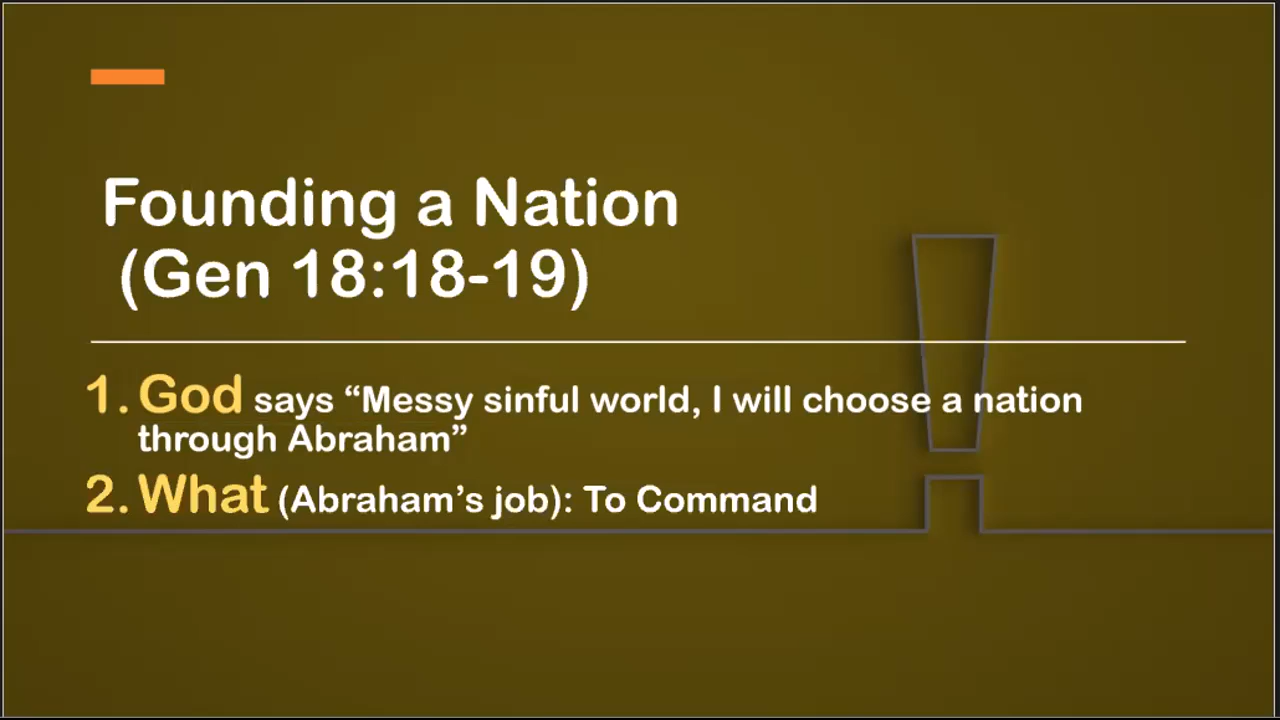 Founding a Nation
(Gen 18:18-19)
1. God says “Messy sinful world, I will choose a nation
through Abraham”
2. What (Abraham’s job): To Command